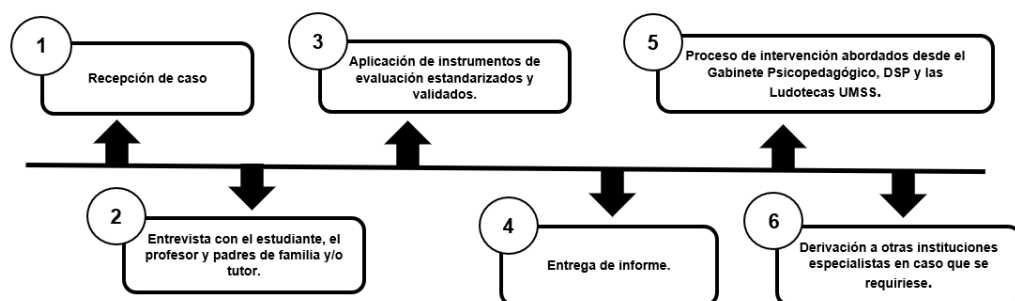 1
Recepción de caso
2
Entrevista con el estudiante, el
profesor y padres de familia y/o
tutor.
3
Aplicación de instrumentos de
evaluación estandarizados y
validados.
4
Entrega de informe.
5
Proceso de intervención abordados desde el
Gabinete Psicopedagógico, DSP y las
Ludotecas UMSS.
6
Derivación a otras instituciones
especialistas en caso que se
requiriese.